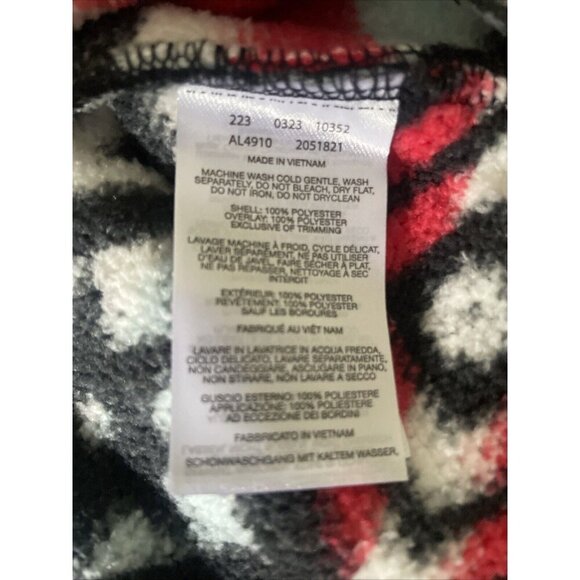 223 0323 10352
AL4910 2051821
MADE IN VIETNAM
MACHINE WASH COLD GENTLE, WASH
SEPARATELY, DO NOT BLEACH, DRY FLAT,
DO NOT IRON, DO NOT DRYCLEAN
SHELL: 100% POLYESTER
OVERLAY: 100% POLYESTER
EXCLUSIVE OF TRIMMING
LAVAGE MACHINE À FROID, CYCLE DÉLICAT,
LAVER SÉPAREMENT, NE PAS UTILISER
D'EAU DE JAVEL, FAIRE SÉCHER À PLAT,
NE PAS REPASSER, NETTOYAGE À SEC
INTERDIT
EXTÉRIEUR: 100% POLYESTER
REVÊTEMENT: 100% POLYESTER
SAUF LES BORDURES
FABRIQUÉ AU VIÊT NAM
LAVARE IN LAVATRICE IN ACQUA FREDDA,
CICLO DELICATO, LAVARE SEPARATAMENTE,
NON CANDEGGIARE, ASCIUGARE IN PIANO,
NON STIRARE, NON LAVARE A SECCO
GUSCIO ESTERNO: 100% POLIESTERE
APPLICAZIONE: 100% POLIESTERE
AD ECCEZIONE DEI BORDINI
FABBRICATO IN VIETNAM
SCHONWASCHGANG MIT KALTEM WASSER,